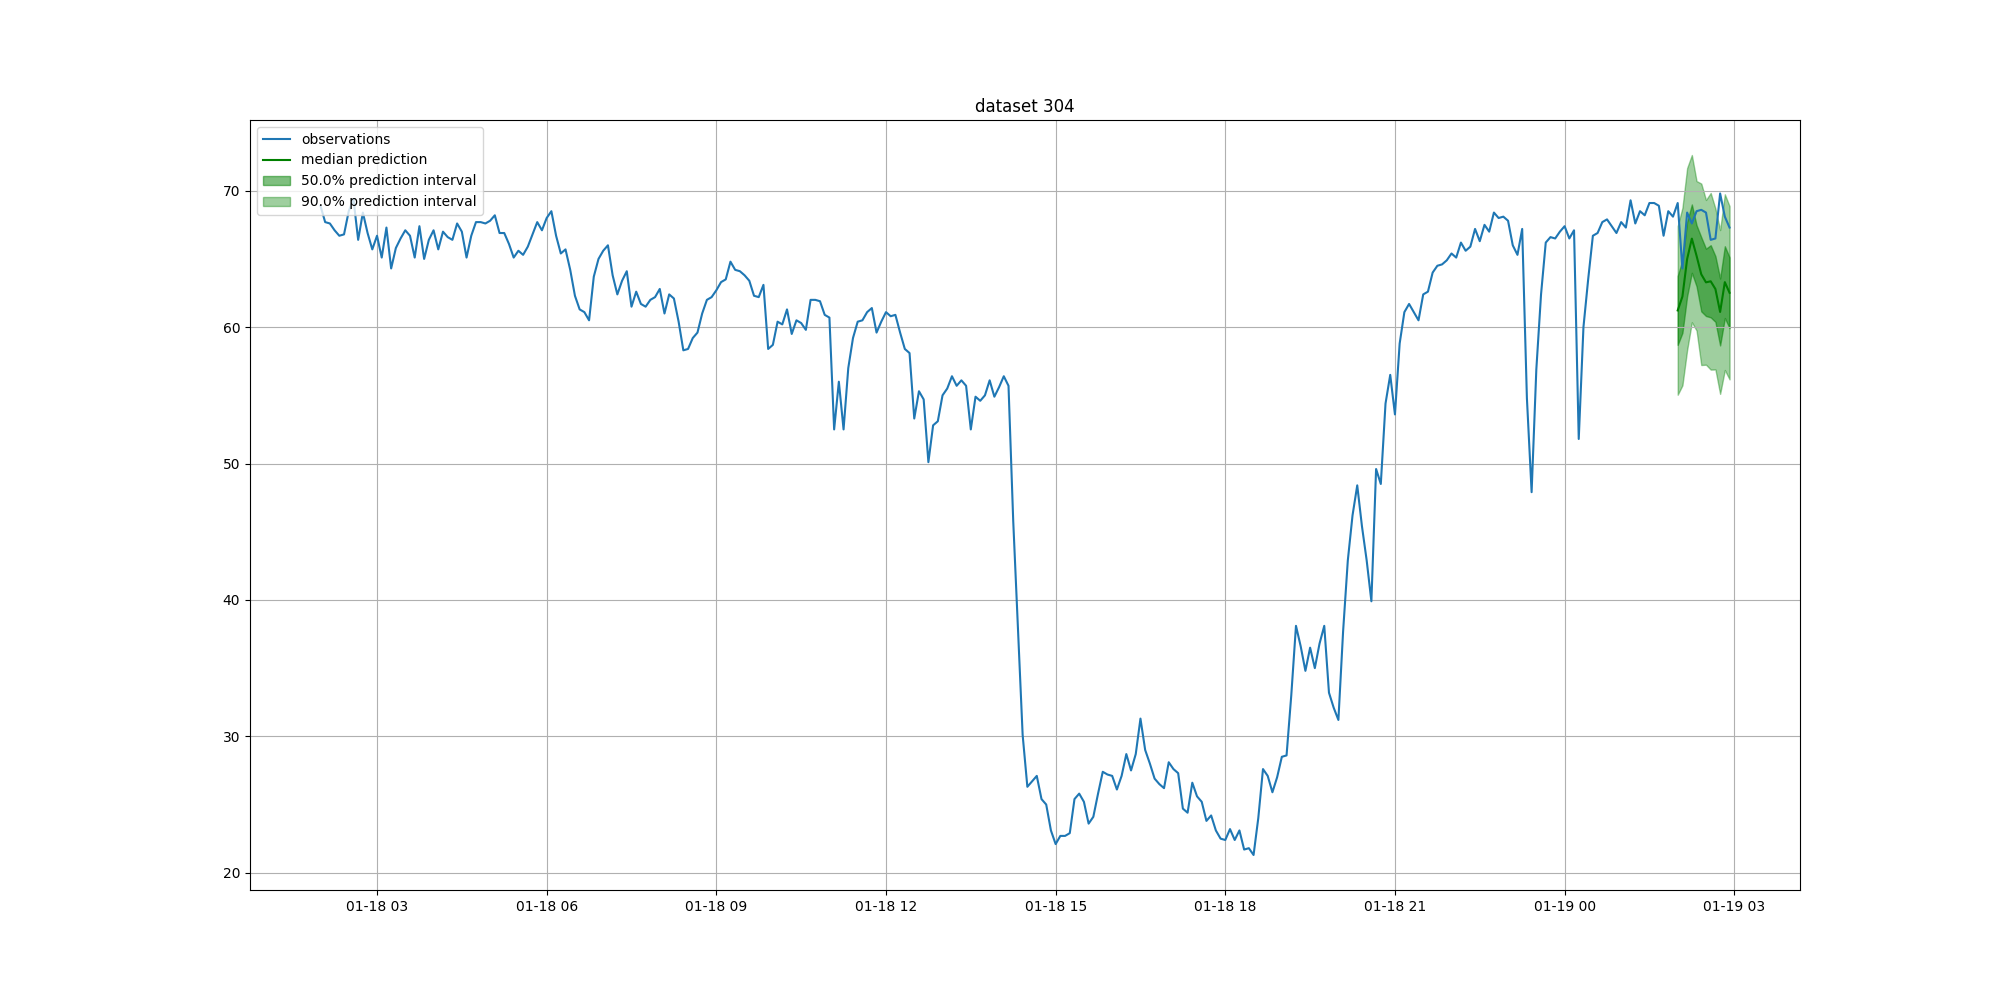 dataset 304
observations
median prediction
50.0% prediction interval
90.0% prediction interval
70
60
50
40
30
20
01-18 03 01-18 06 01-18 09 01-18 12 01-18 15 01-18 18 01-18 21 01-19 00 01-19 03